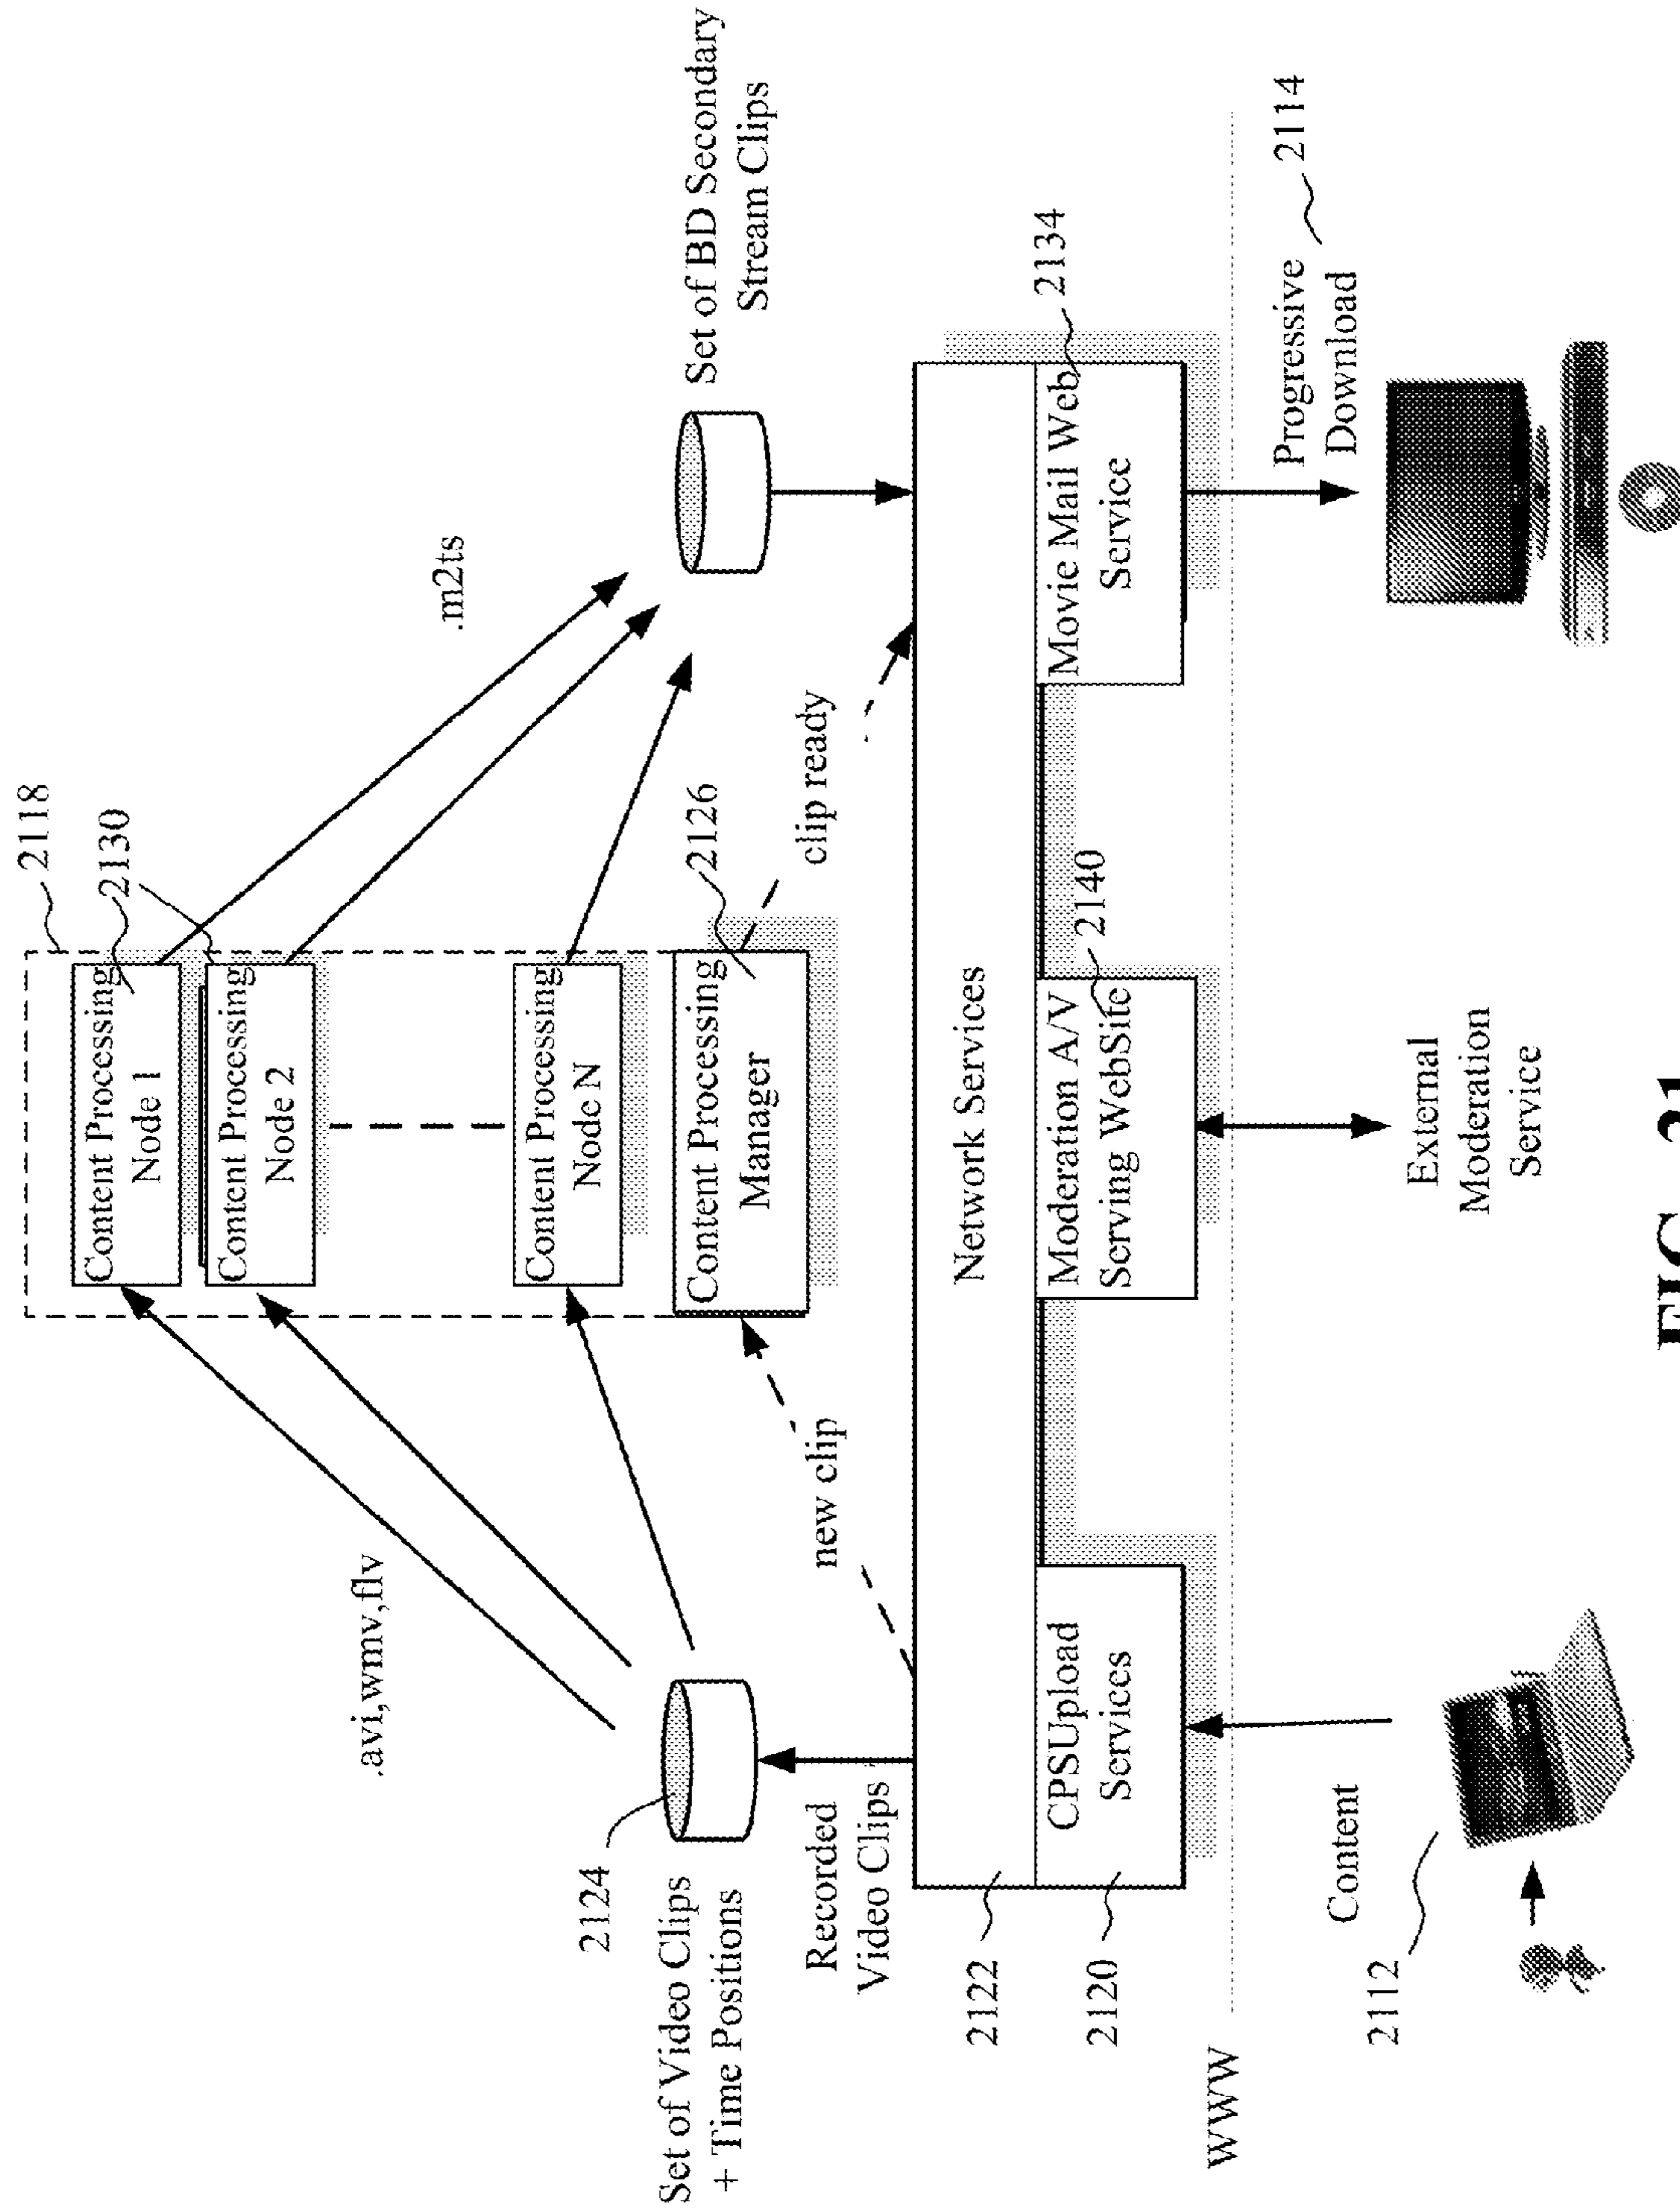 2118
2130
Content Processing
Node 1
Content Processing
Node 2
Content Processing
Node N
Content Processing
Manager
2126
.avi,wmv,flv
.m2ts
2124
Set of Video Clips
+ Time Positions
Set of BD Secondary
Stream Clips
Recorded
Video Clips
new clip
clip ready
2122
Network Services
2120
CPSUpload
Services
Moderation A/V
Serving WebSite
2140
Movie Mail Web
Service
2134
WWW
Content
2112
External
Moderation
Service
Progressive
Download
2114
FIG. 21